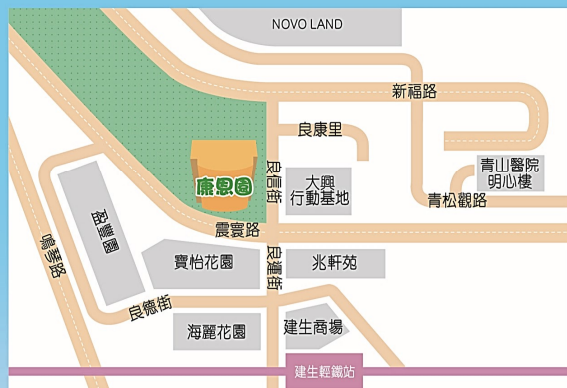 NOVO LAND
新福路
良康里
康恩園
良信街
大興
行動基地
青山醫院
明心樓
青松觀路
震寰路
盈豐園
鳴琴路
寶怡花園
良運街
兆軒苑
良德街
海麗花園
建生商場
建生輕鐵站